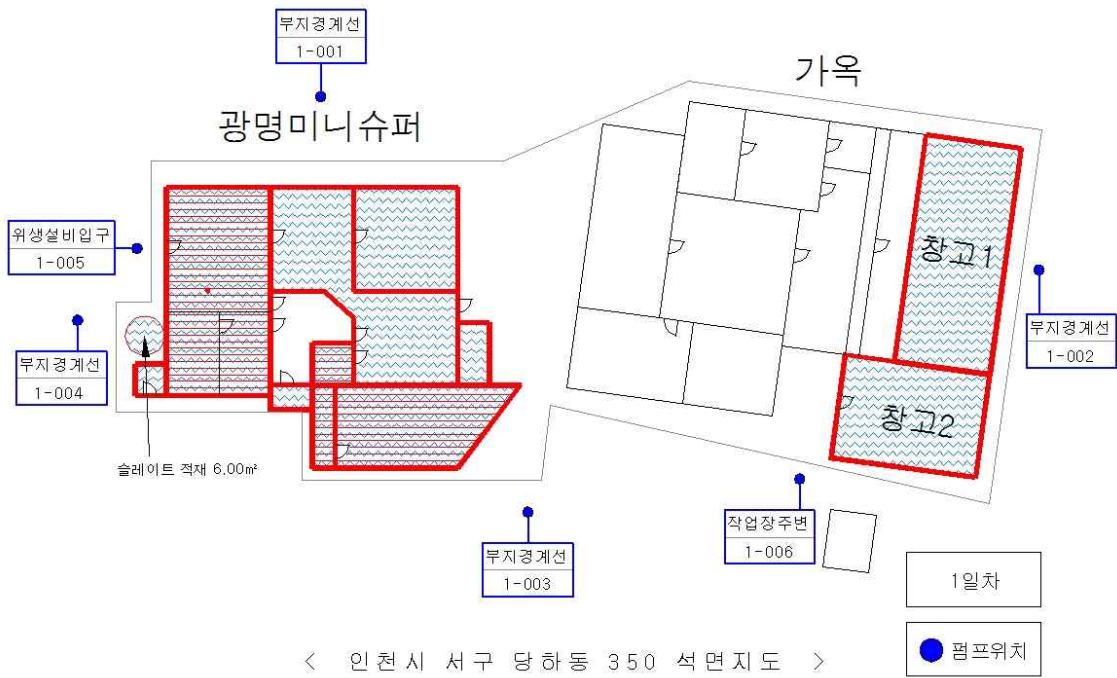 부지경계선
1-001
가옥
광명미니슈퍼
위생설비입구
1-005
창고1
부지경계선
1-002
부지경계선
1-004
창고2
슬레이트 적재 6.00㎡
작업장주변
1-006
부지경계선
1-003
1일차
펌프위치
< 인천시 서구 당하동 350 석면지도 >